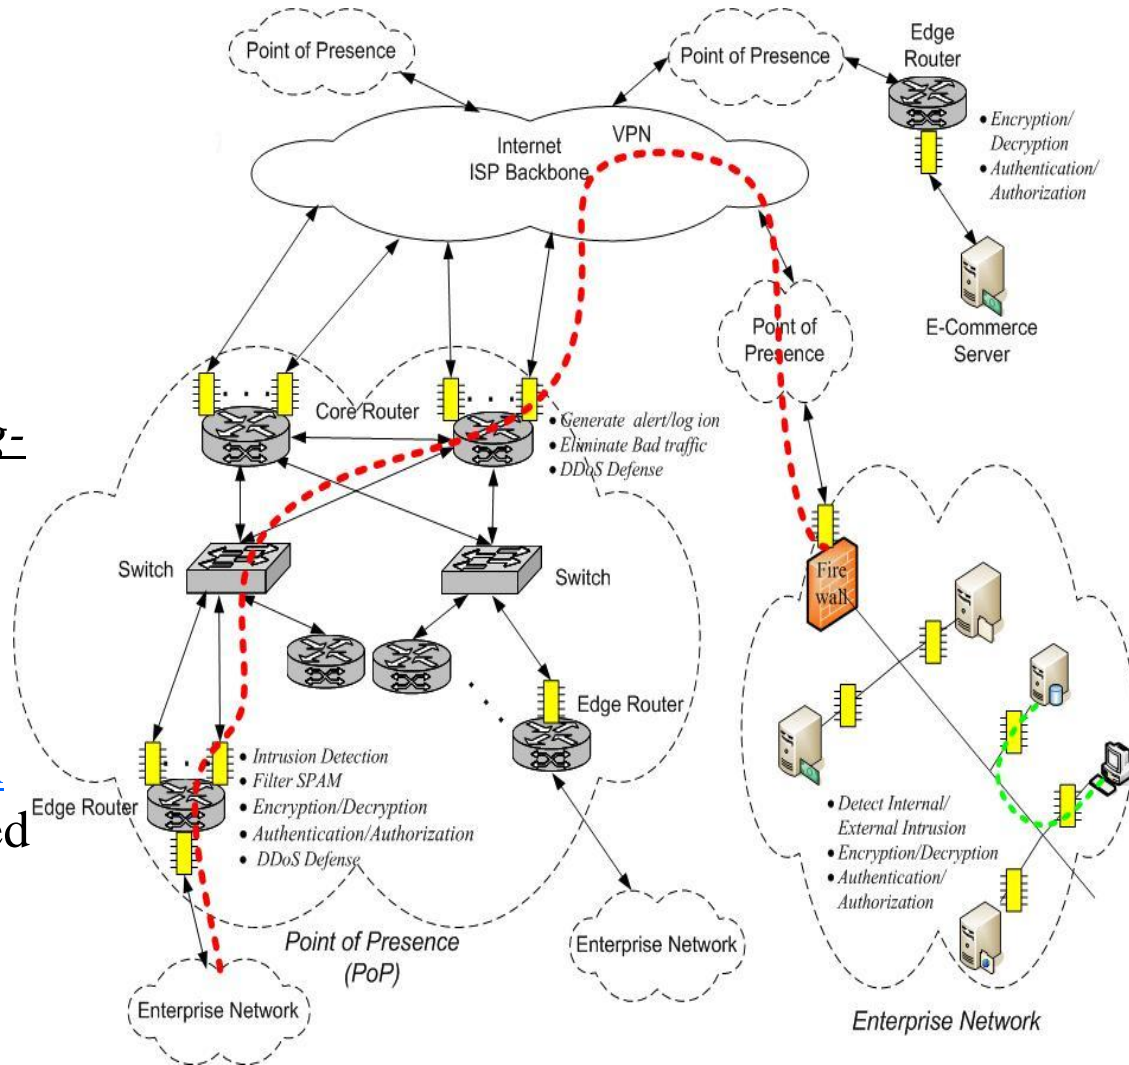 Point of Presence
Point of Presence
Edge
Router
Encryption/
Decryption
Authentication/
Authorization
Internet
ISP Backbone
VPN
E-Commerce
Server
Point of
Presence
Core Router
Generate alert/log ion
Eliminate Bad traffic
DDoS Defense
g-
Switch
Switch
Fire
wall
Edge Router
Intrusion Detection
Filter SPAM
Encryption/Decryption
Authentication/Authorization
DDoS Defense
Edge Router
ed
Detect Internal/
External Intrusion
Encryption/Decryption
Authentication/
Authorization
Point of Presence
(PoP)
Enterprise Network
Enterprise Network
Enterprise Network